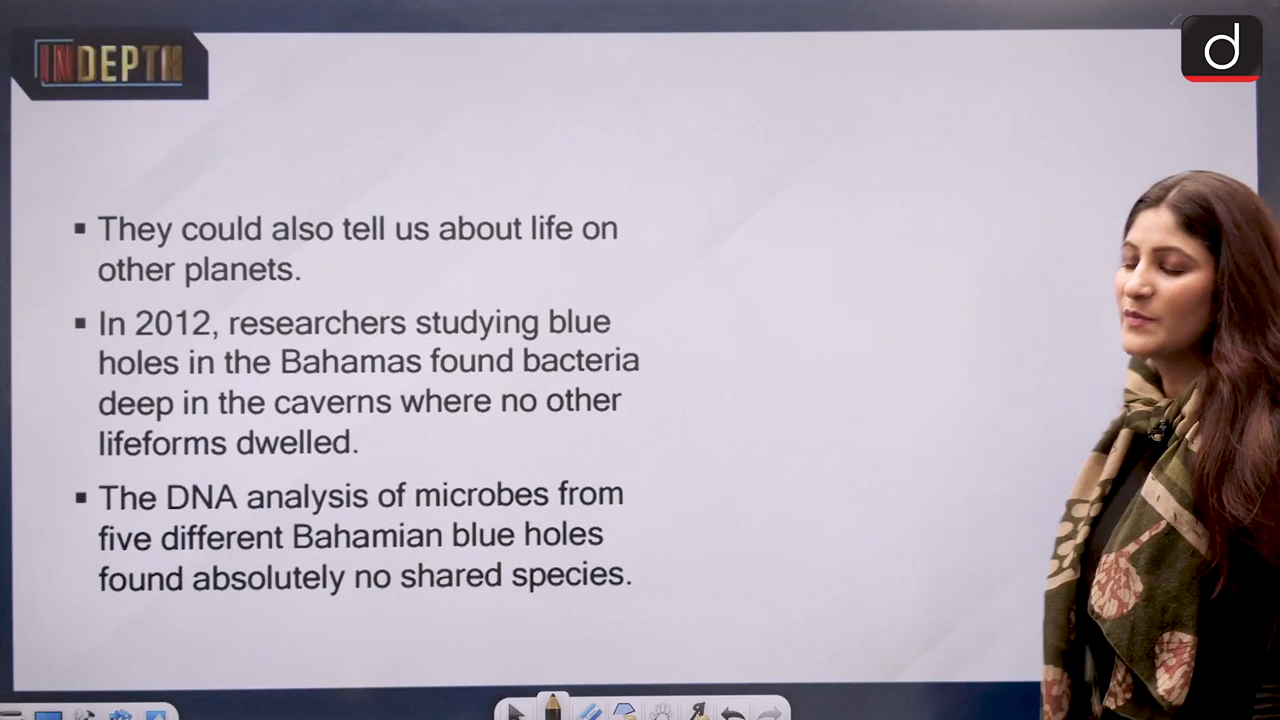 INDEPTH
d
▪ They could also tell us about life on
other planets.
▪ In 2012, researchers studying blue
holes in the Bahamas found bacteria
deep in the caverns where no other
lifeforms dwelled.
▪ The DNA analysis of microbes from
five different Bahamian blue holes
found absolutely no shared species.